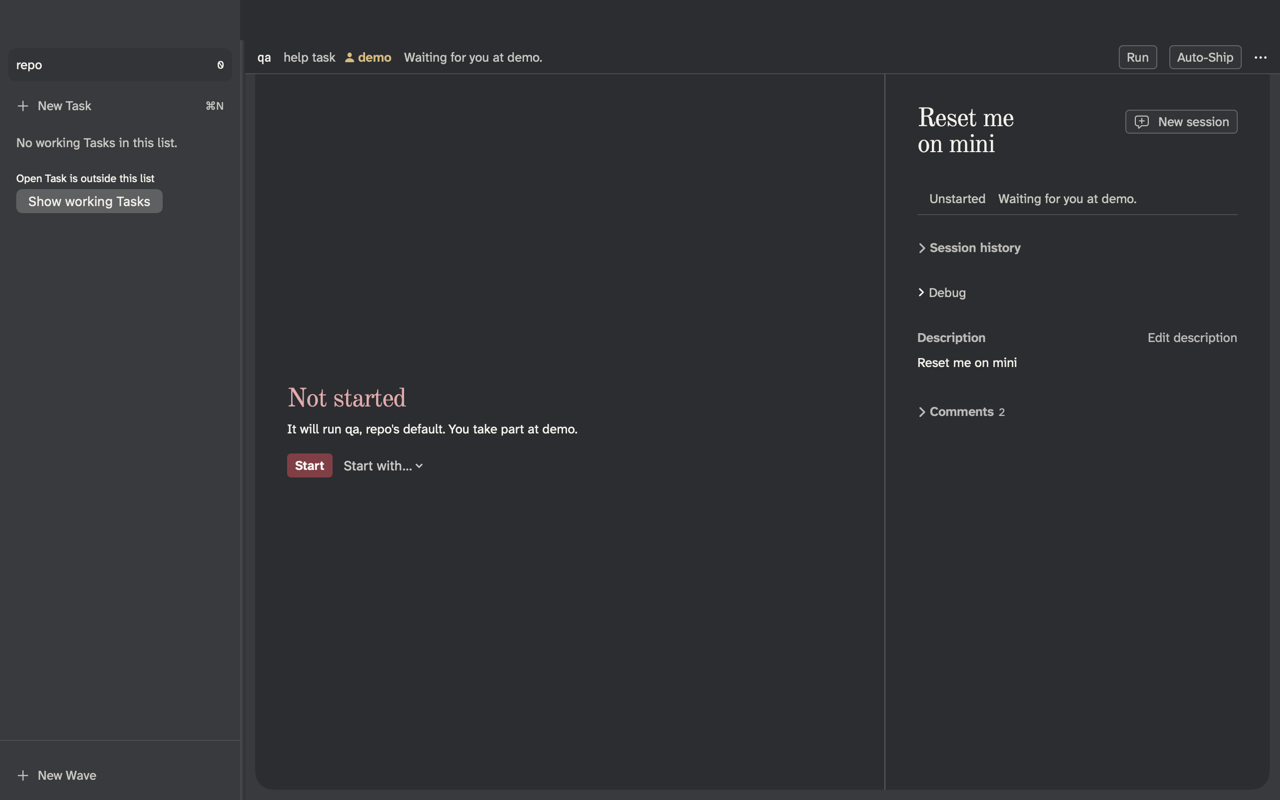 repo 0
New Task ⌘N
No working Tasks in this list.
Open Task is outside this list
Show working Tasks
New Wave
qa help task demo Waiting for you at demo.
Run Auto-Ship ...
Not started
It will run qa, repo's default. You take part at demo.
Start Start with...
Reset me
on mini
New session
Unstarted Waiting for you at demo.
Session history
Debug
Description Edit description
Reset me on mini
Comments 2